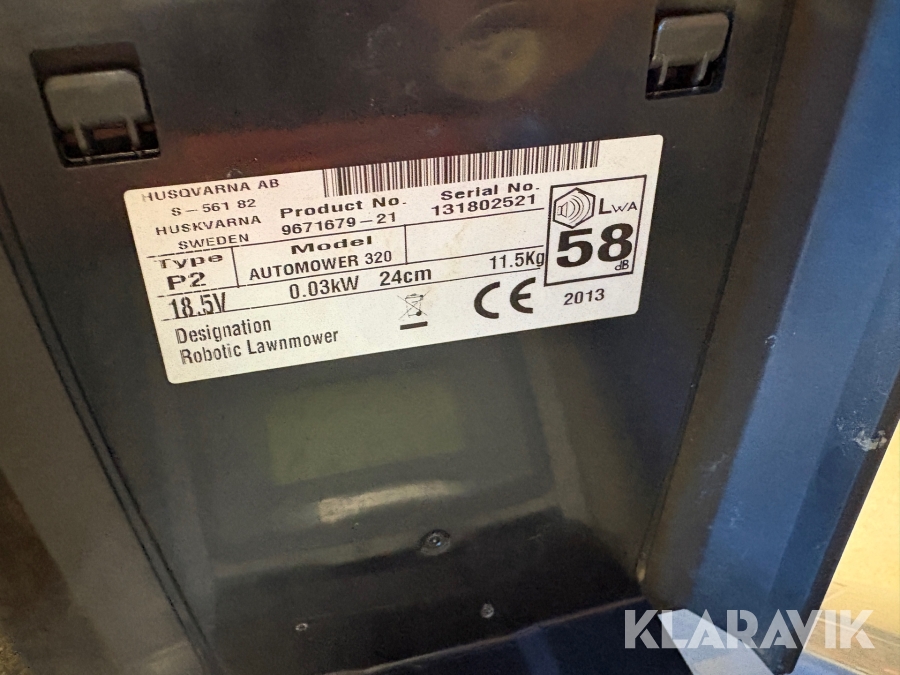 HUSQVARNA AB
S-561 82
HUSKVARNA
SWEDEN
Product No.
9671679-21
Serial No.
131802521
Type
P2
Model
AUTOMOWER 320
LWA
58
dB
18.5V
0.03kW
24cm
11.5Kg
CE
2013
Designation
Robotic Lawnmower
KLARAVIK